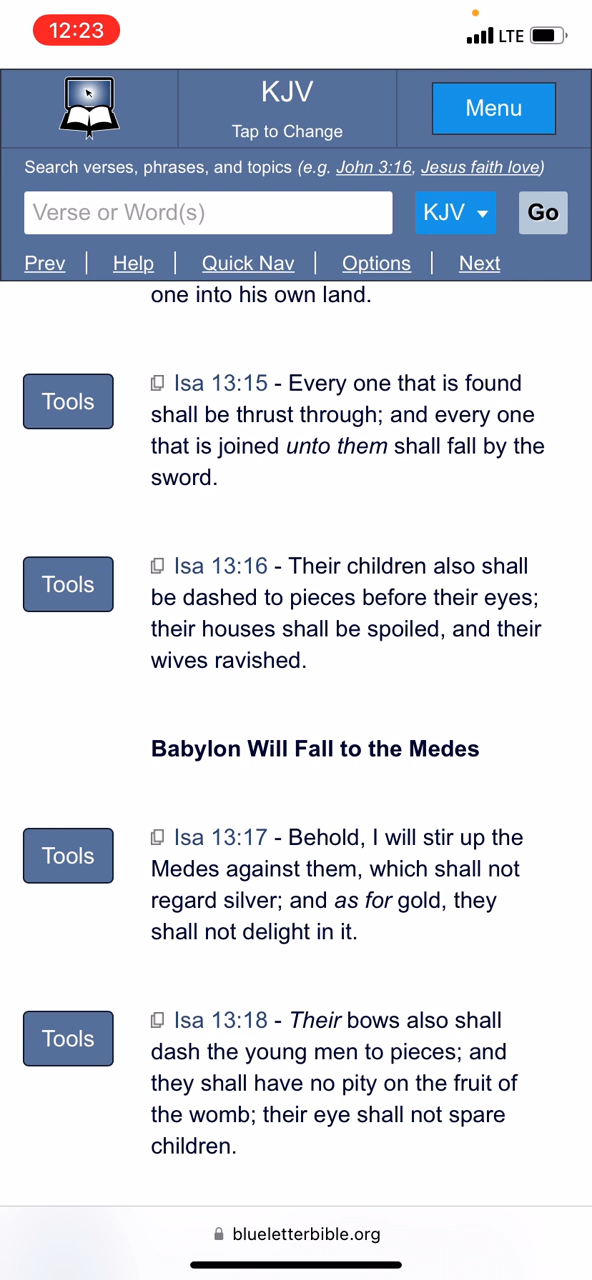 12:23
LTE
KJV
Tap to Change
Menu
Search verses, phrases, and topics (e.g. John 3:16, Jesus faith love)
Verse or Word(s)
KJV
Go
Prev | Help | Quick Nav | Options | Next
one into his own land.
Tools
Isa 13:15 - Every one that is found
shall be thrust through; and every one
that is joined unto them shall fall by the
sword.
Tools
Isa 13:16 - Their children also shall
be dashed to pieces before their eyes;
their houses shall be spoiled, and their
wives ravished.
Babylon Will Fall to the Medes
Tools
Isa 13:17 - Behold, I will stir up the
Medes against them, which shall not
regard silver; and as for gold, they
shall not delight in it.
Tools
Isa 13:18 - Their bows also shall
dash the young men to pieces; and
they shall have no pity on the fruit of
the womb; their eye shall not spare
children.
blueletterbible.org